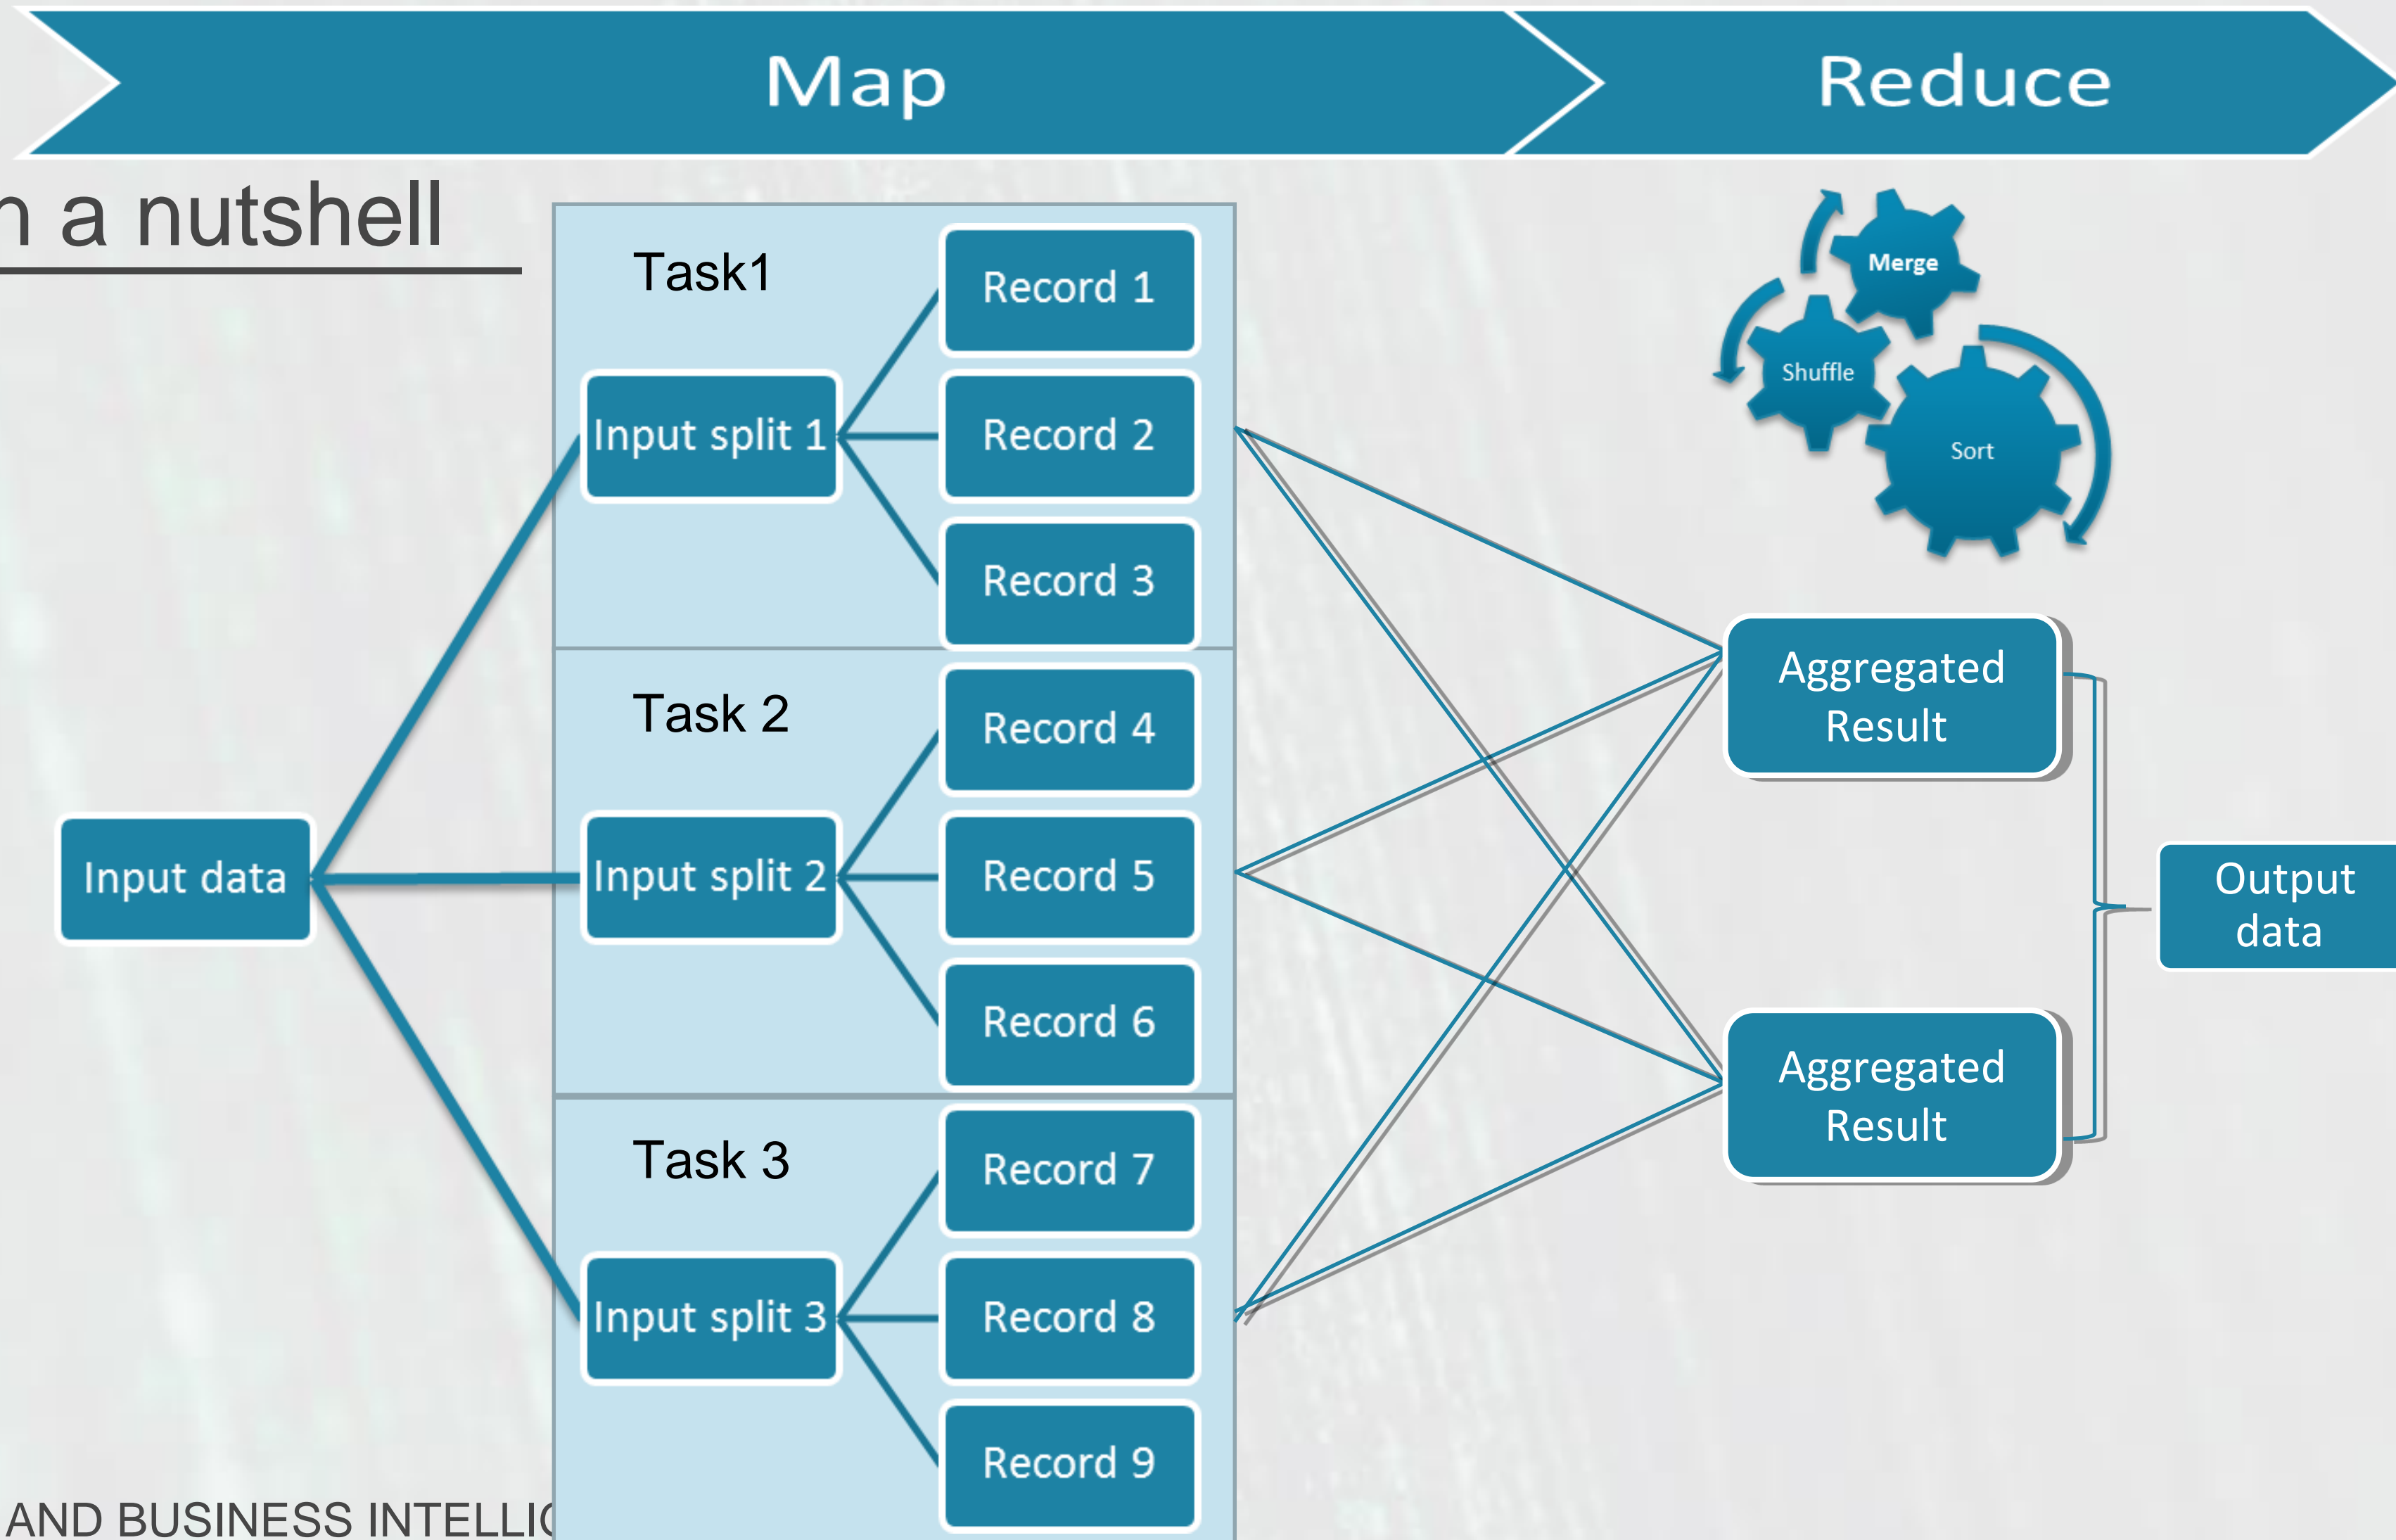 Map
Reduce
n a nutshell
Task1
Input split 1
Record 1
Record 2
Record 3
Task 2
Input split 2
Record 4
Record 5
Record 6
Task 3
Input split 3
Record 7
Record 8
Record 9
Input data
Merge
Shuffle
Sort
Aggregated
Result
Aggregated
Result
Output
data
AND BUSINESS INTELLI